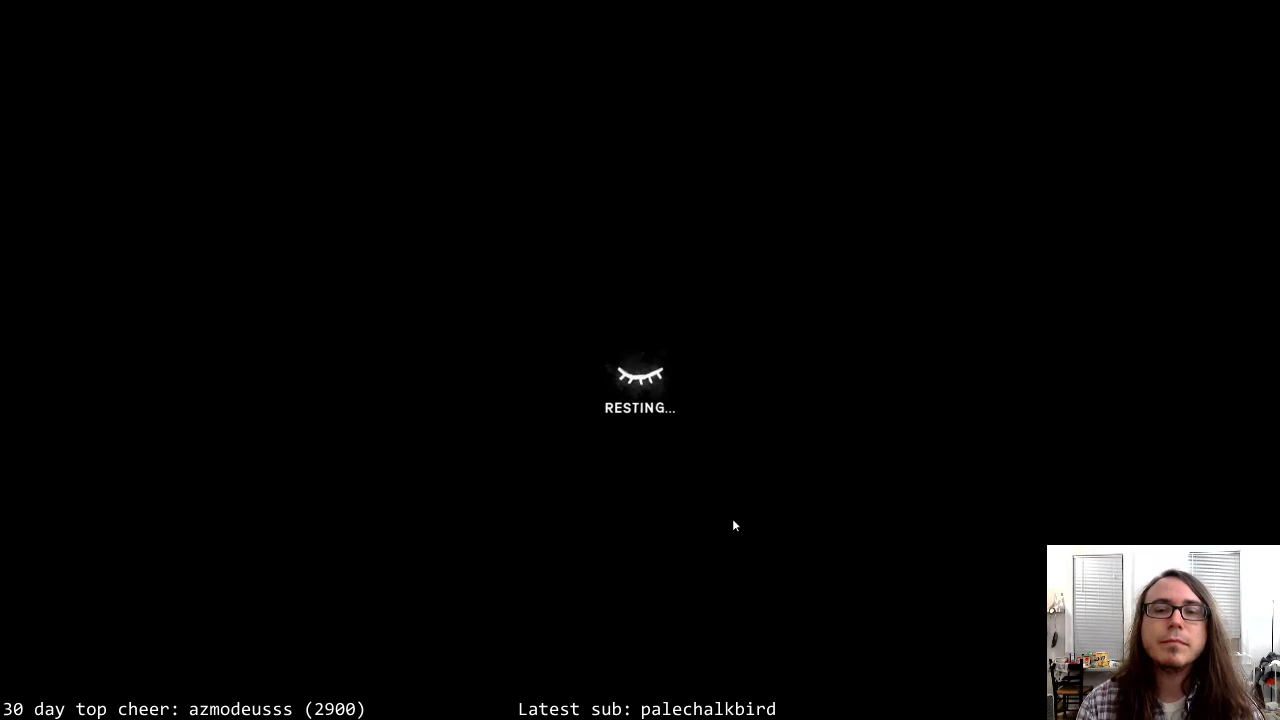 RESTING...
30 day top cheer: azmodeusss (2900)
Latest sub: palechalkbird